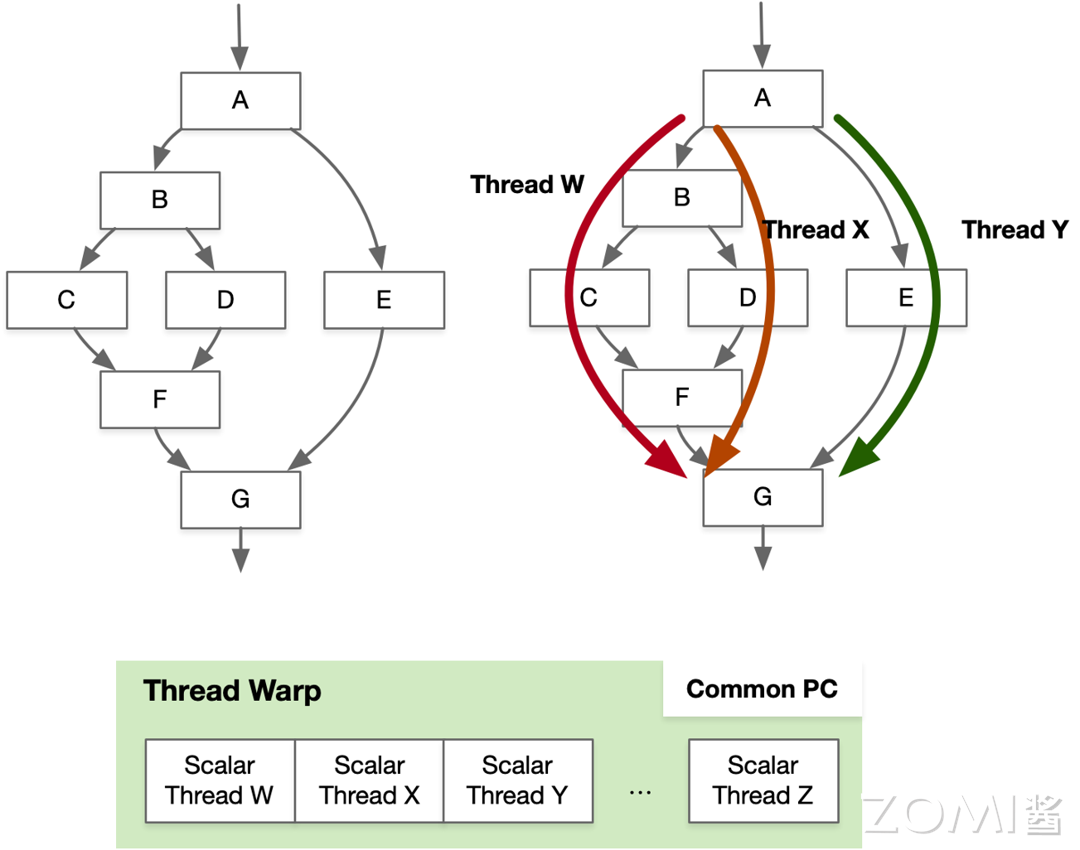 A
B
C
D
E
F
G
A
Thread W
B
Thread X
Thread Y
C
D
E
F
G
Thread Warp
Common PC
Scalar
Thread W
Scalar
Thread X
Scalar
Thread Y
...
Scalar
Thread Z
ZOMI酱